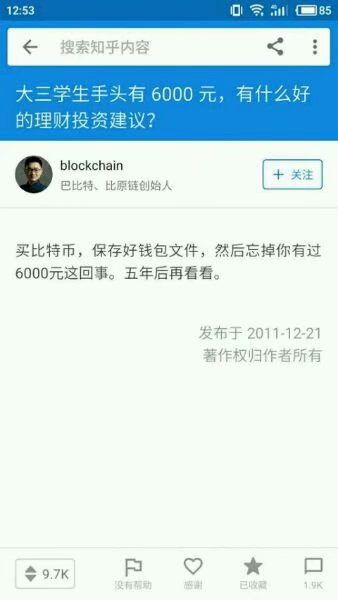 12:53
85
搜索知乎内容
大三学生手头有 6000 元，有什么好
的理财投资建议？
blockchain
巴比特、比原链创始人
+ 关注
买比特币，保存好钱包文件，然后忘掉你有过
6000元这回事。五年后再看看。
发布于 2011-12-21
著作权归作者所有
9.7K
没有帮助
感谢
已收藏
1.9K